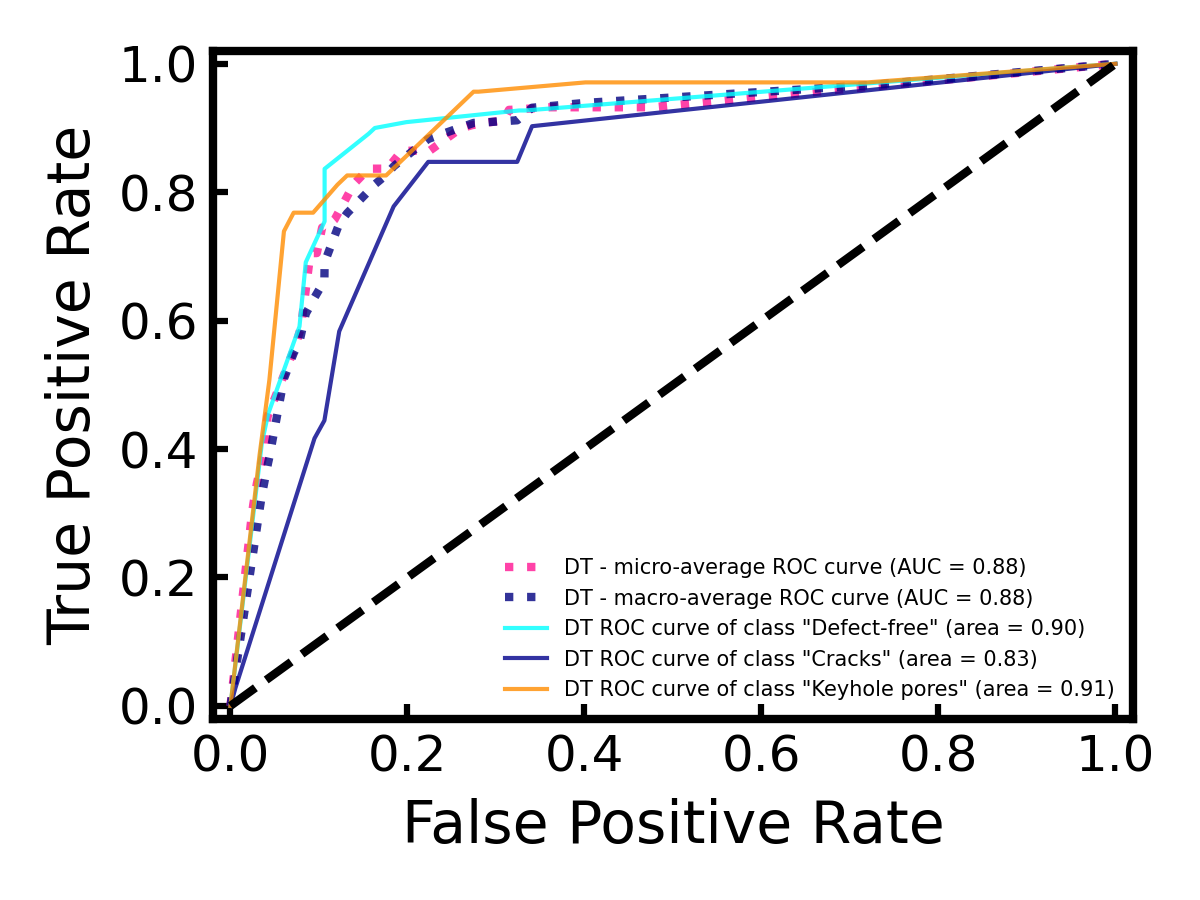 1.0
0.8
0.6
0.4
0.2
0.0
True Positive Rate
DT - micro-average ROC curve (AUC = 0.88)
DT - macro-average ROC curve (AUC = 0.88)
DT ROC curve of class "Defect-free" (area = 0.90)
DT ROC curve of class "Cracks" (area = 0.83)
DT ROC curve of class "Keyhole pores" (area = 0.91)
0.0 0.2 0.4 0.6 0.8 1.0
False Positive Rate